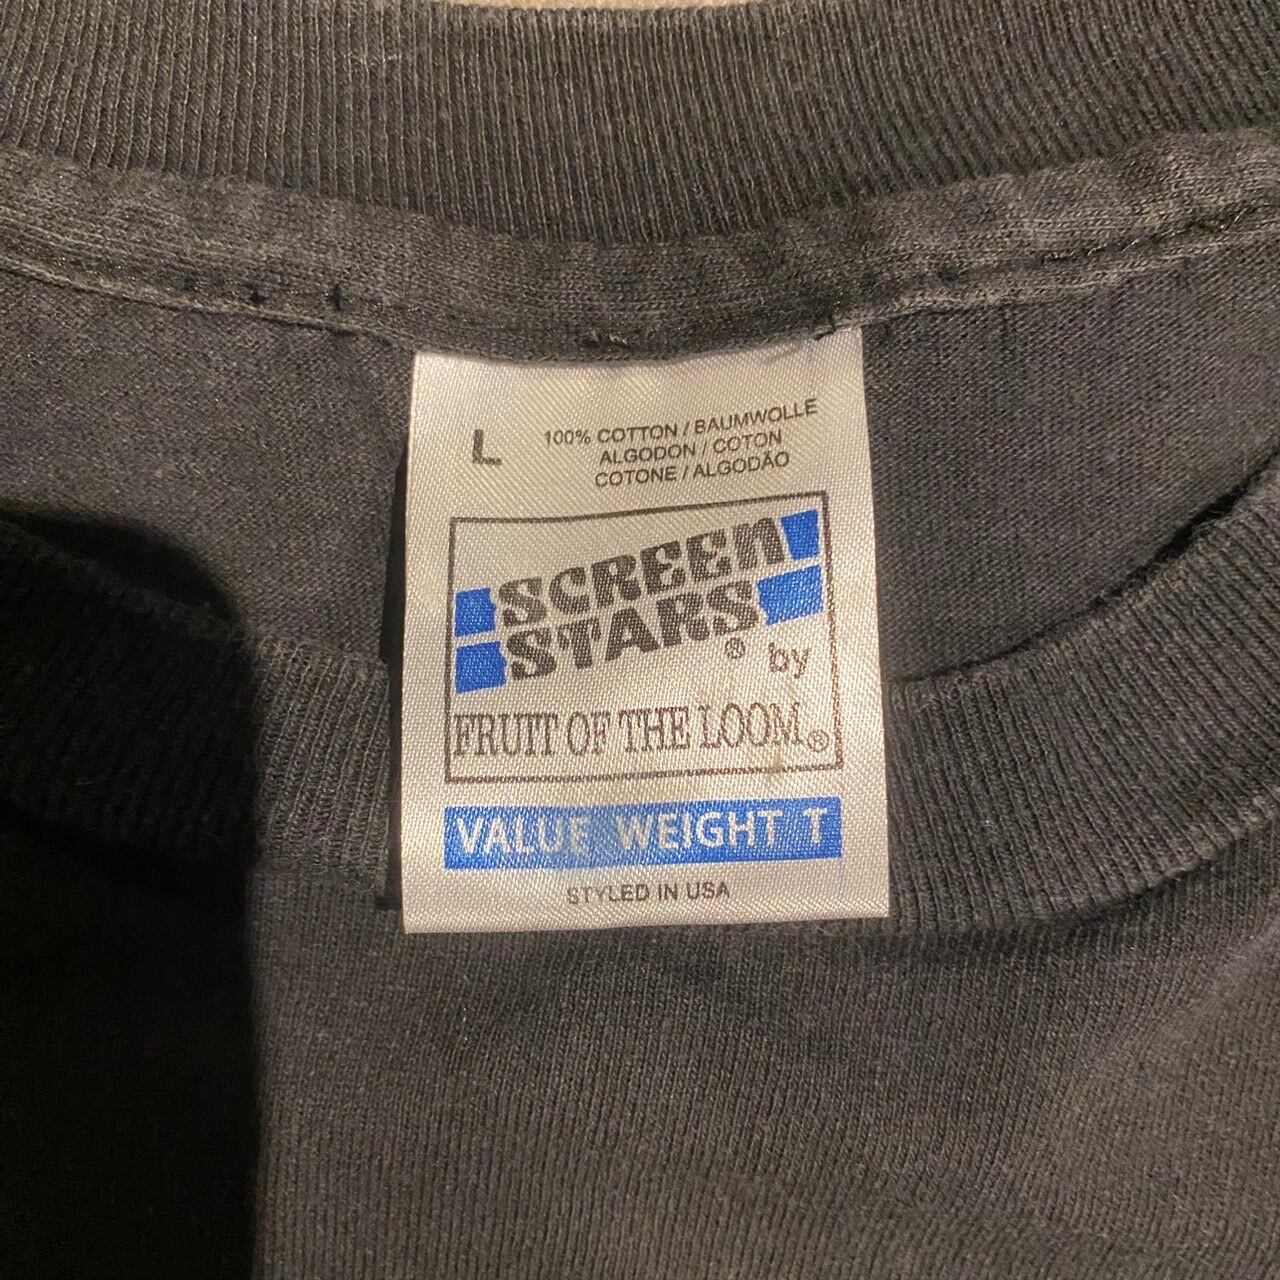 L
100% COTTON / BAUMWOLLE
ALGODON / COTON
COTONE / ALGODÃO
SCREEN
STARS® by
FRUIT OF THE LOOM®
VALUE WEIGHT T
STYLED IN USA